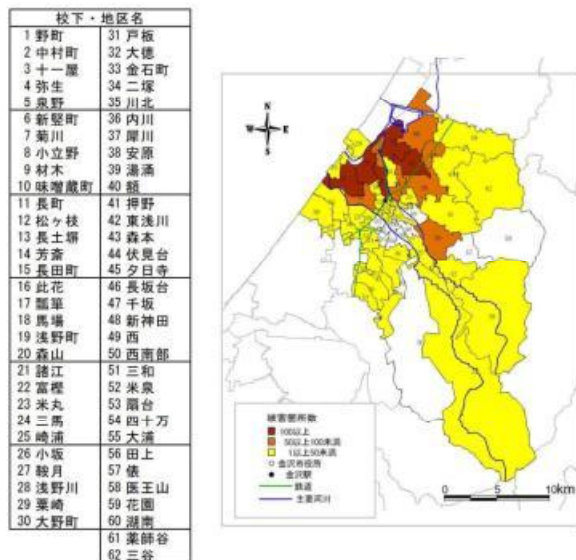 校下・地区名
1 野町 31 戸板
2 中村町 32 大徳
3 十一屋 33 金石町
4 弥生 34 二塚
5 泉野 35 川北
6 新竪町 36 内川
7 菊川 37 犀川
8 小立野 38 安原
9 材木 39 湯涌
10 味噌蔵町 40 額
11 長町 41 押野
12 松ヶ枝 42 東浅川
13 長土塀 43 森本
14 芳斎 44 伏見台
15 長田町 45 夕日寺
16 此花 46 長坂台
17 瓢箪 47 千坂
18 馬場 48 新神田
19 浅野町 49 西
20 森山 50 西南部
21 諸江 51 三和
22 富樫 52 米泉
23 米丸 53 扇台
24 三馬 54 四十万
25 崎浦 55 大浦
26 小坂 56 田上
27 鞍月 57 俵
28 浅野川 58 医王山
29 粟崎 59 花園
30 大野町 60 湖南
61 薬師谷
62 三谷
N
W E
S
被害箇所数
100以上
50以上100未満
1以上50未満
金沢市役所
金沢駅
鉄道
主要河川
0 5 10km